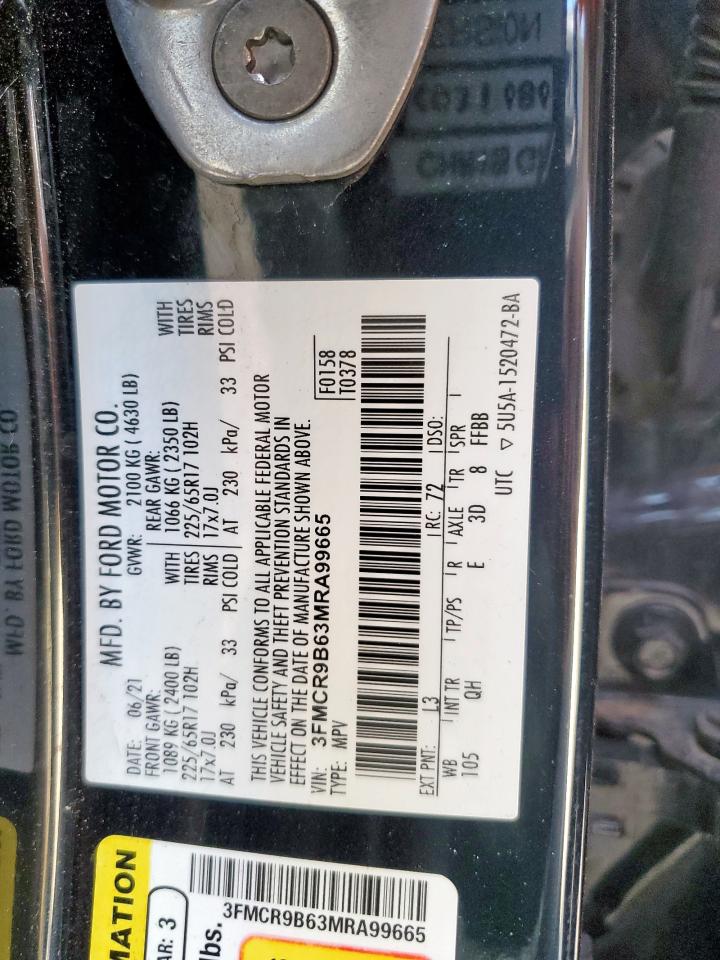 MFD. BY FORD MOTOR CO.
DATE: 06/21 GVWR: 2100 KG ( 4630 LB)
FRONT GAWR: REAR GAWR:
1089 KG ( 2400 LB) WITH 1066 KG ( 2350 LB) WITH
225/65R17 102H TIRES 225/65R17 102H TIRES
17x7.0J RIMS 17x7.0J RIMS
AT 230 kPa/ 33 PSI COLD AT 230 kPa/ 33 PSI COLD
THIS VEHICLE CONFORMS TO ALL APPLICABLE FEDERAL MOTOR
VEHICLE SAFETY AND THEFT PREVENTION STANDARDS IN
EFFECT ON THE DATE OF MANUFACTURE SHOWN ABOVE.
VIN: 3FMCR9B63MRA99665 F0158
TYPE: MPV T0378
EXT PNT: L3 RC: 72 DSO:
WB INT TR TP/PS R AXLE TR SPR
105 QH E 3D 8 FFBB
UTC ▽ 5U5A-1520472-BA
MATION
AR: 3
lbs.
3FMCR9B63MRA99665